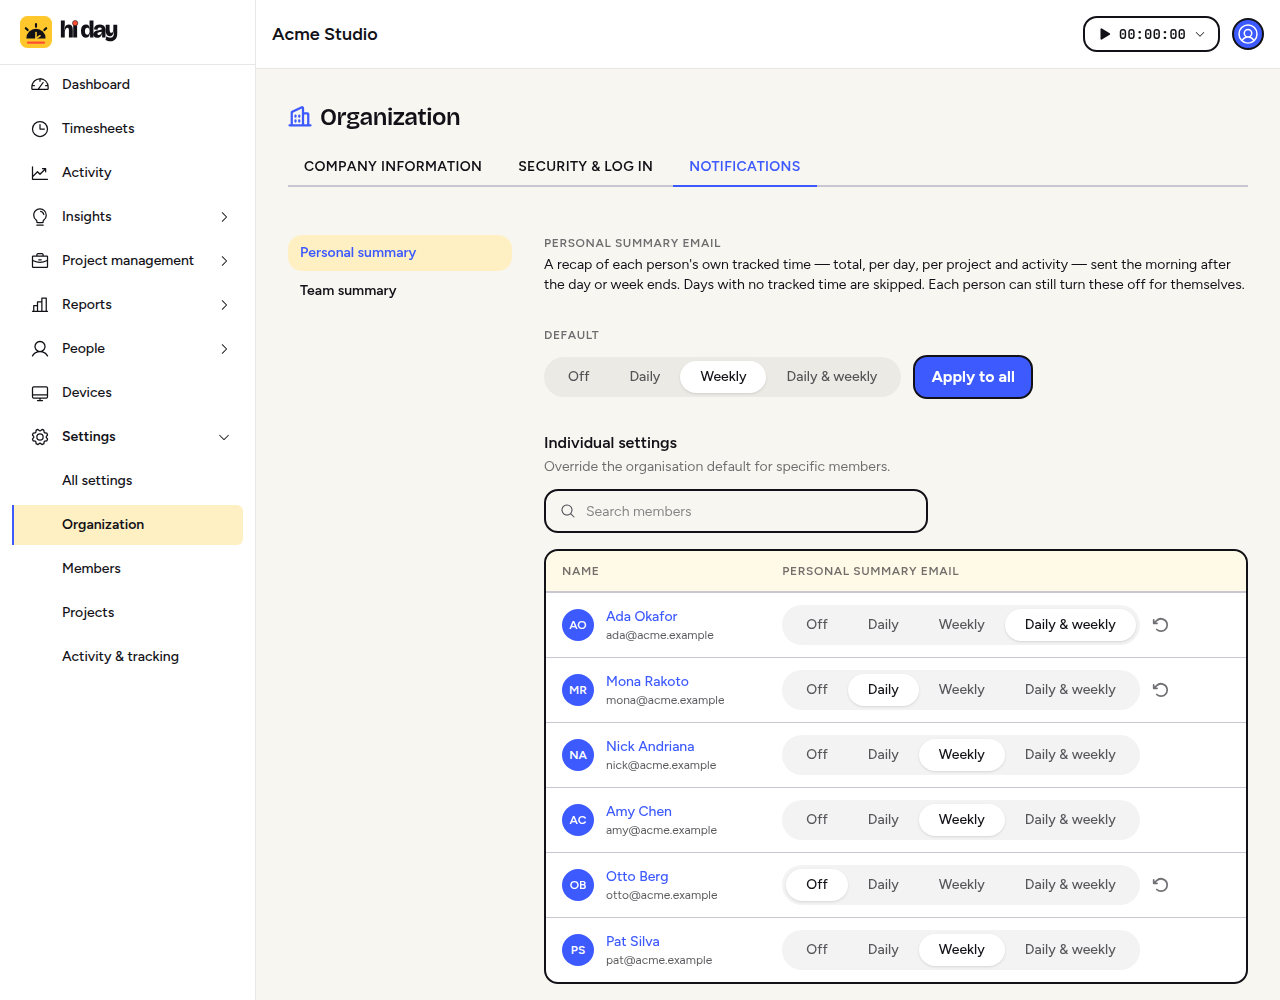 hi day
Acme Studio
00:00:00
Dashboard
Timesheets
Activity
Insights
Project management
Reports
People
Devices
Settings
All settings
Organization
Members
Projects
Activity & tracking
Organization
COMPANY INFORMATION
SECURITY & LOG IN
NOTIFICATIONS
Personal summary
Team summary
PERSONAL SUMMARY EMAIL
A recap of each person's own tracked time — total, per day, per project and activity — sent the morning after
the day or week ends. Days with no tracked time are skipped. Each person can still turn these off for themselves.
DEFAULT
Off Daily Weekly Daily & weekly Apply to all
Individual settings
Override the organisation default for specific members.
Search members
NAME PERSONAL SUMMARY EMAIL
AO Ada Okafor Off Daily Weekly Daily & weekly
ada@acme.example
MR Mona Rakoto Off Daily Weekly Daily & weekly
mona@acme.example
NA Nick Andriana Off Daily Weekly Daily & weekly
nick@acme.example
AC Amy Chen Off Daily Weekly Daily & weekly
amy@acme.example
OB Otto Berg Off Daily Weekly Daily & weekly
otto@acme.example
PS Pat Silva Off Daily Weekly Daily & weekly
pat@acme.example